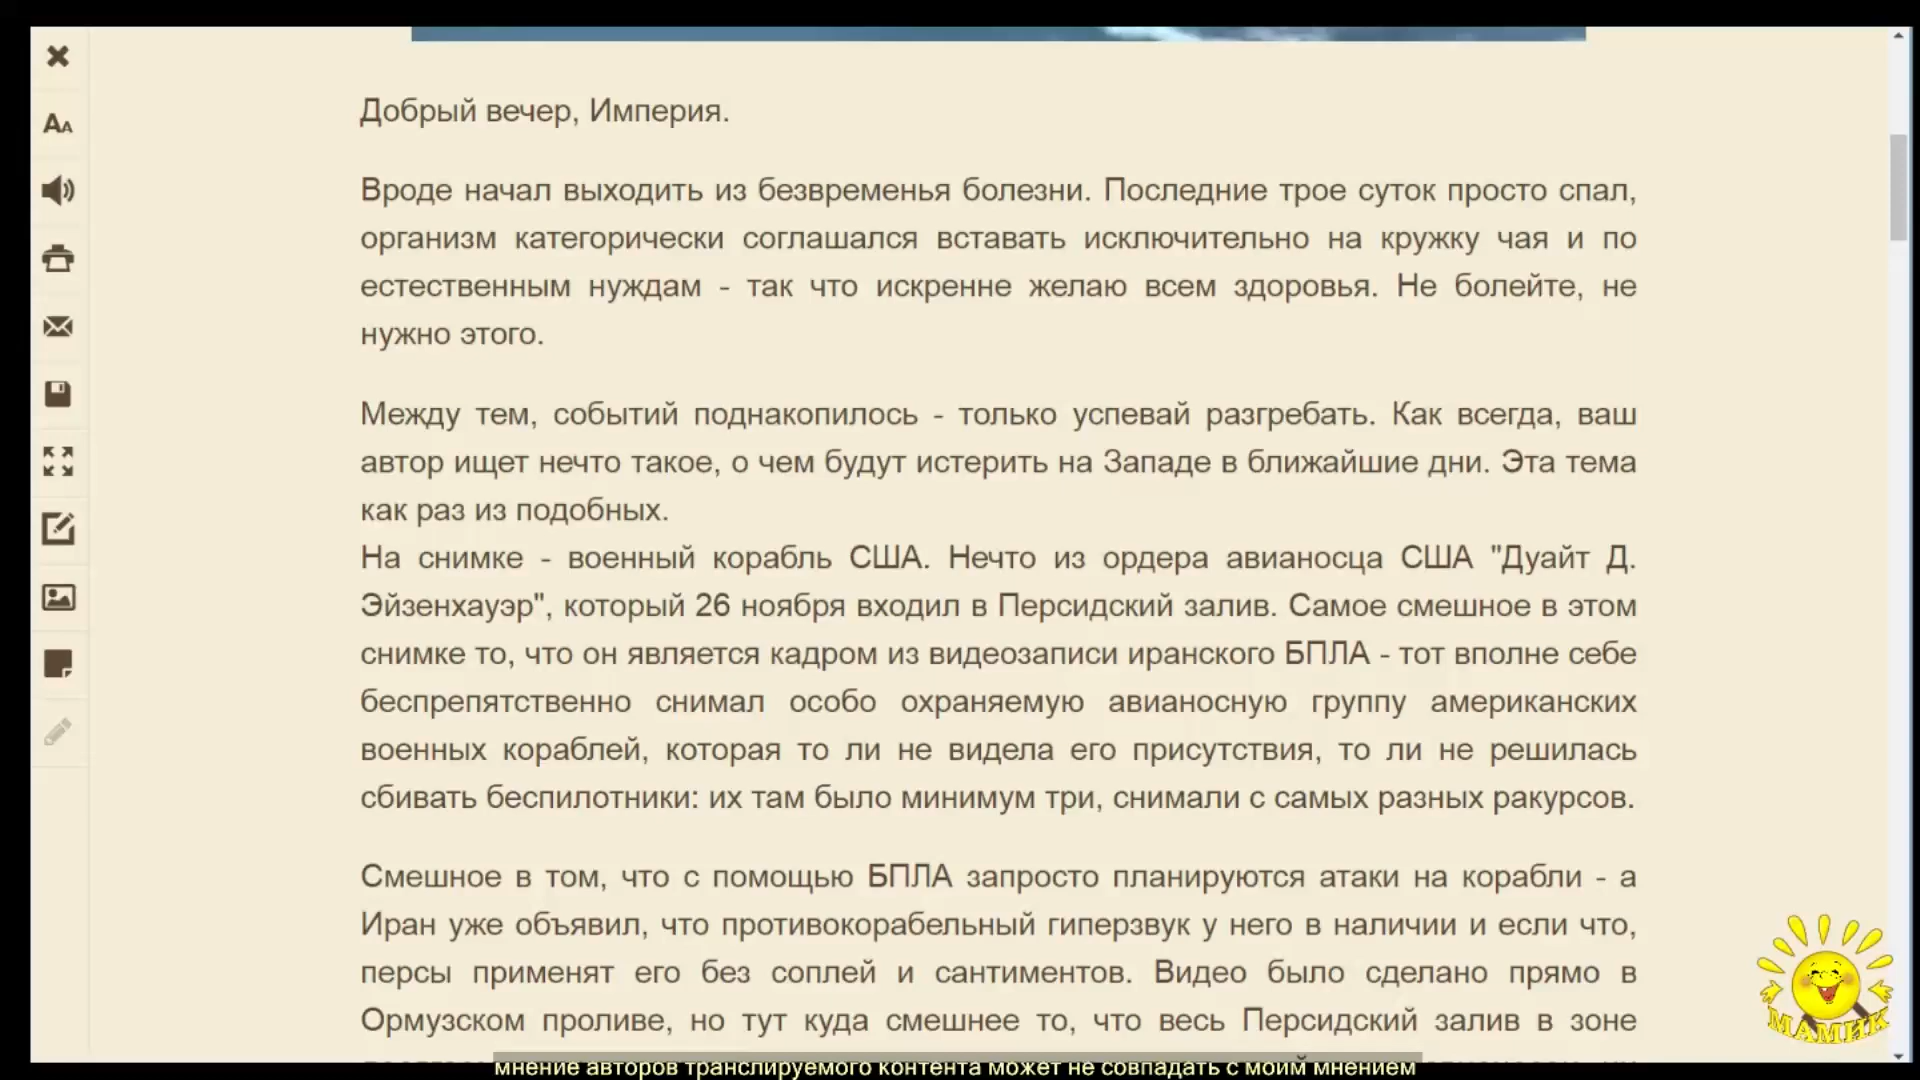 Добрый вечер, Империя.
Вроде начал выходить из безвременья болезни. Последние трое суток просто спал,
организм категорически соглашался вставать исключительно на кружку чая и по
естественным нуждам - так что искренне желаю всем здоровья. Не болейте, не
нужно этого.
Между тем, событий поднакопилось - только успевай разгребать. Как всегда, ваш
автор ищет нечто такое, о чем будут истерить на Западе в ближайшие дни. Эта тема
как раз из подобных.
На снимке - военный корабль США. Нечто из ордера авианосца США "Дуайт Д.
Эйзенхауэр", который 26 ноября входил в Персидский залив. Самое смешное в этом
снимке то, что он является кадром из видеозаписи иранского БПЛА - тот вполне себе
беспрепятственно снимал особо охраняемую авианосную группу американских
военных кораблей, которая то ли не видела его присутствия, то ли не решилась
сбивать беспилотники: их там было минимум три, снимали с самых разных ракурсов.
Смешное в том, что с помощью БПЛА запросто планируются атаки на корабли - а
Иран уже объявил, что противокорабельный гиперзвук у него в наличии и если что,
персы применят его без соплей и сантиментов. Видео было сделано прямо в
Ормузском проливе, но тут куда смешнее то, что весь Персидский залив в зоне
мнение авторов транслируемого контента может не совпадать с моим мнением
МАМИК